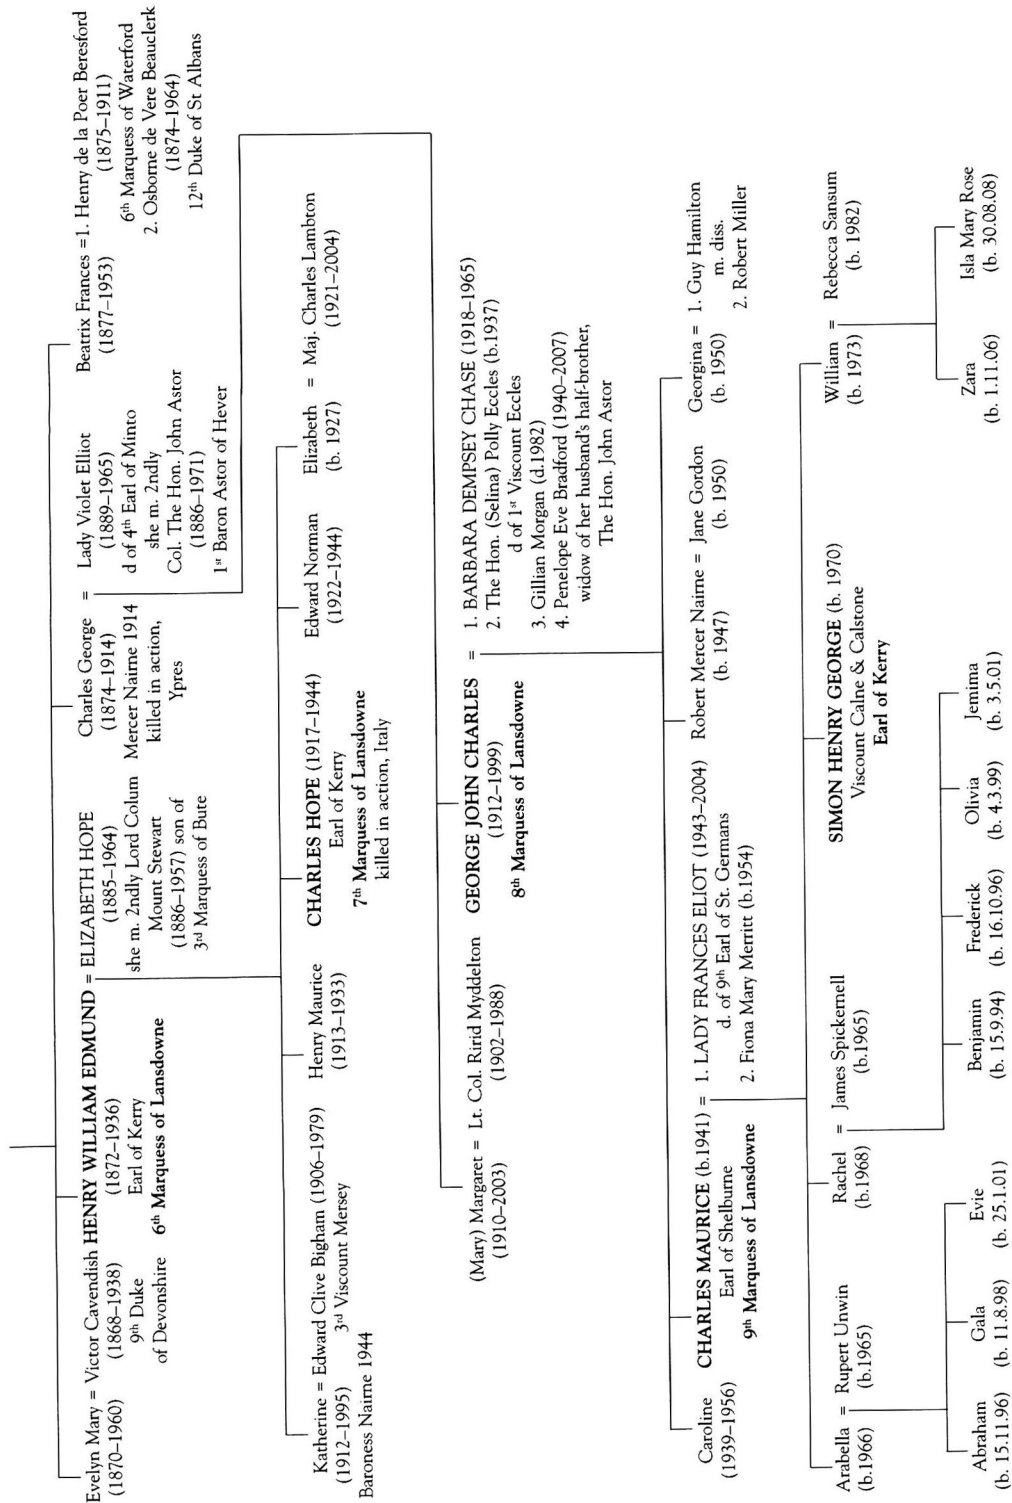 Evelyn Mary = Victor Cavendish
(1870–1960)
(1868–1938)
9th Duke
of Devonshire
HENRY WILLIAM EDMUND = ELIZABETH HOPE
(1872–1936)
Earl of Kerry
6th Marquess of Lansdowne
(1885–1964)
she m. 2ndly Lord Colum
Mount Stewart
(1886–1957) son of
3rd Marquess of Bute
Charles George =
(1874–1914)
Mercer Nairne 1914
killed in action,
Ypres
Lady Violet Elliot
(1889–1965)
d of 4th Earl of Minto
she m. 2ndly
Col. The Hon. John Astor
(1886–1971)
1st Baron Astor of Hever
Beatrix Frances =
(1877–1953)
1. Henry de la Poer Beresford
(1875–1911)
6th Marquess of Waterford
2. Osborne de Vere Beauclerk
(1874–1964)
12th Duke of St Albans
Katherine = Edward Clive Bigham (1906–1979)
(1912–1995)
3rd Viscount Mersey
Baroness Nairne 1944
Henry Maurice
(1913–1933)
CHARLES HOPE (1917–1944)
Earl of Kerry
7th Marquess of Lansdowne
killed in action, Italy
Edward Norman
(1922–1944)
Elizabeth = Maj. Charles Lambton
(b. 1927)
(1921–2004)
(Mary) Margaret = Lt. Col. Ririd Myddelton
(1910–2003)
(1902–1988)
GEORGE JOHN CHARLES =
(1912–1999)
8th Marquess of Lansdowne
1. BARBARA DEMPSEY CHASE (1918–1965)
2. The Hon. (Selina) Polly Eccles (b.1937)
d of 1st Viscount Eccles
3. Gillian Morgan (d.1982)
4. Penelope Eve Bradford (1940–2007)
widow of her husband's half-brother,
The Hon. John Astor
Caroline
(1939–1956)
CHARLES MAURICE (b.1941) =
Earl of Shelburne
9th Marquess of Lansdowne
1. LADY FRANCES ELIOT (1943–2004)
d. of 9th Earl of St. Germans
2. Fiona Mary Merritt (b.1954)
Robert Mercer Nairne = Jane Gordon
(b. 1947)
(b. 1950)
Georgina =
(b. 1950)
1. Guy Hamilton
m. diss.
2. Robert Miller
Arabella = Rupert Unwin
(b.1966)
(b.1965)
Rachel = James Spickernell
(b.1968)
(b.1965)
SIMON HENRY GEORGE (b. 1970)
Viscount Calne & Calstone
Earl of Kerry
William = Rebecca Sansum
(b. 1973)
(b. 1982)
Abraham
(b. 15.11.96)
Gala
(b. 11.8.98)
Evie
(b. 25.1.01)
Benjamin
(b. 15.9.94)
Frederick
(b. 16.10.96)
Olivia
(b. 4.3.99)
Jemima
(b. 3.5.01)
Zara
(b. 1.11.06)
Isla Mary Rose
(b. 30.08.08)